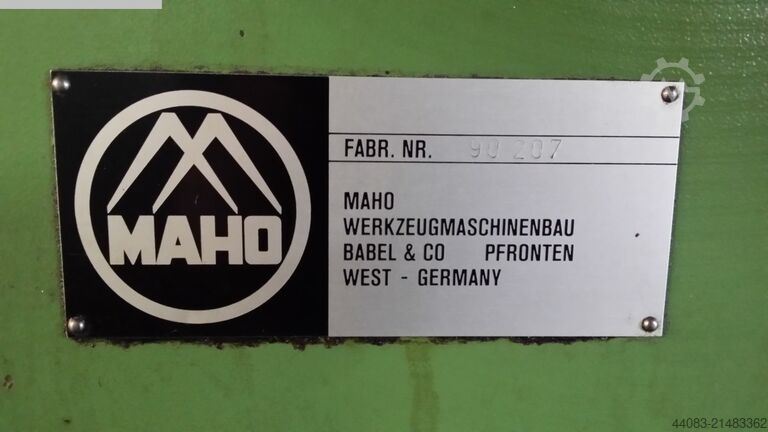 MAHO
FABR. NR. 90 207
MAHO
WERKZEUGMASCHINENBAU
BABEL & CO PFRONTEN
WEST - GERMANY
44083-21483362